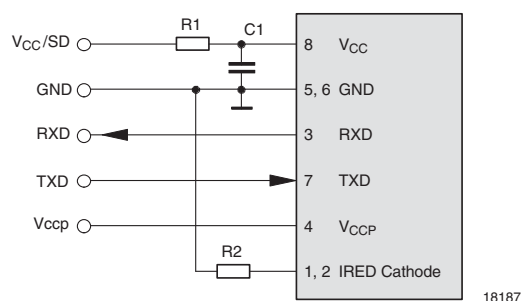 R1 C1
VCC/SD 8 VCC
GND 5, 6 GND
RXD 3 RXD
TXD 7 TXD
Vccp 4 VCCP
R2
1, 2 IRED Cathode
18187